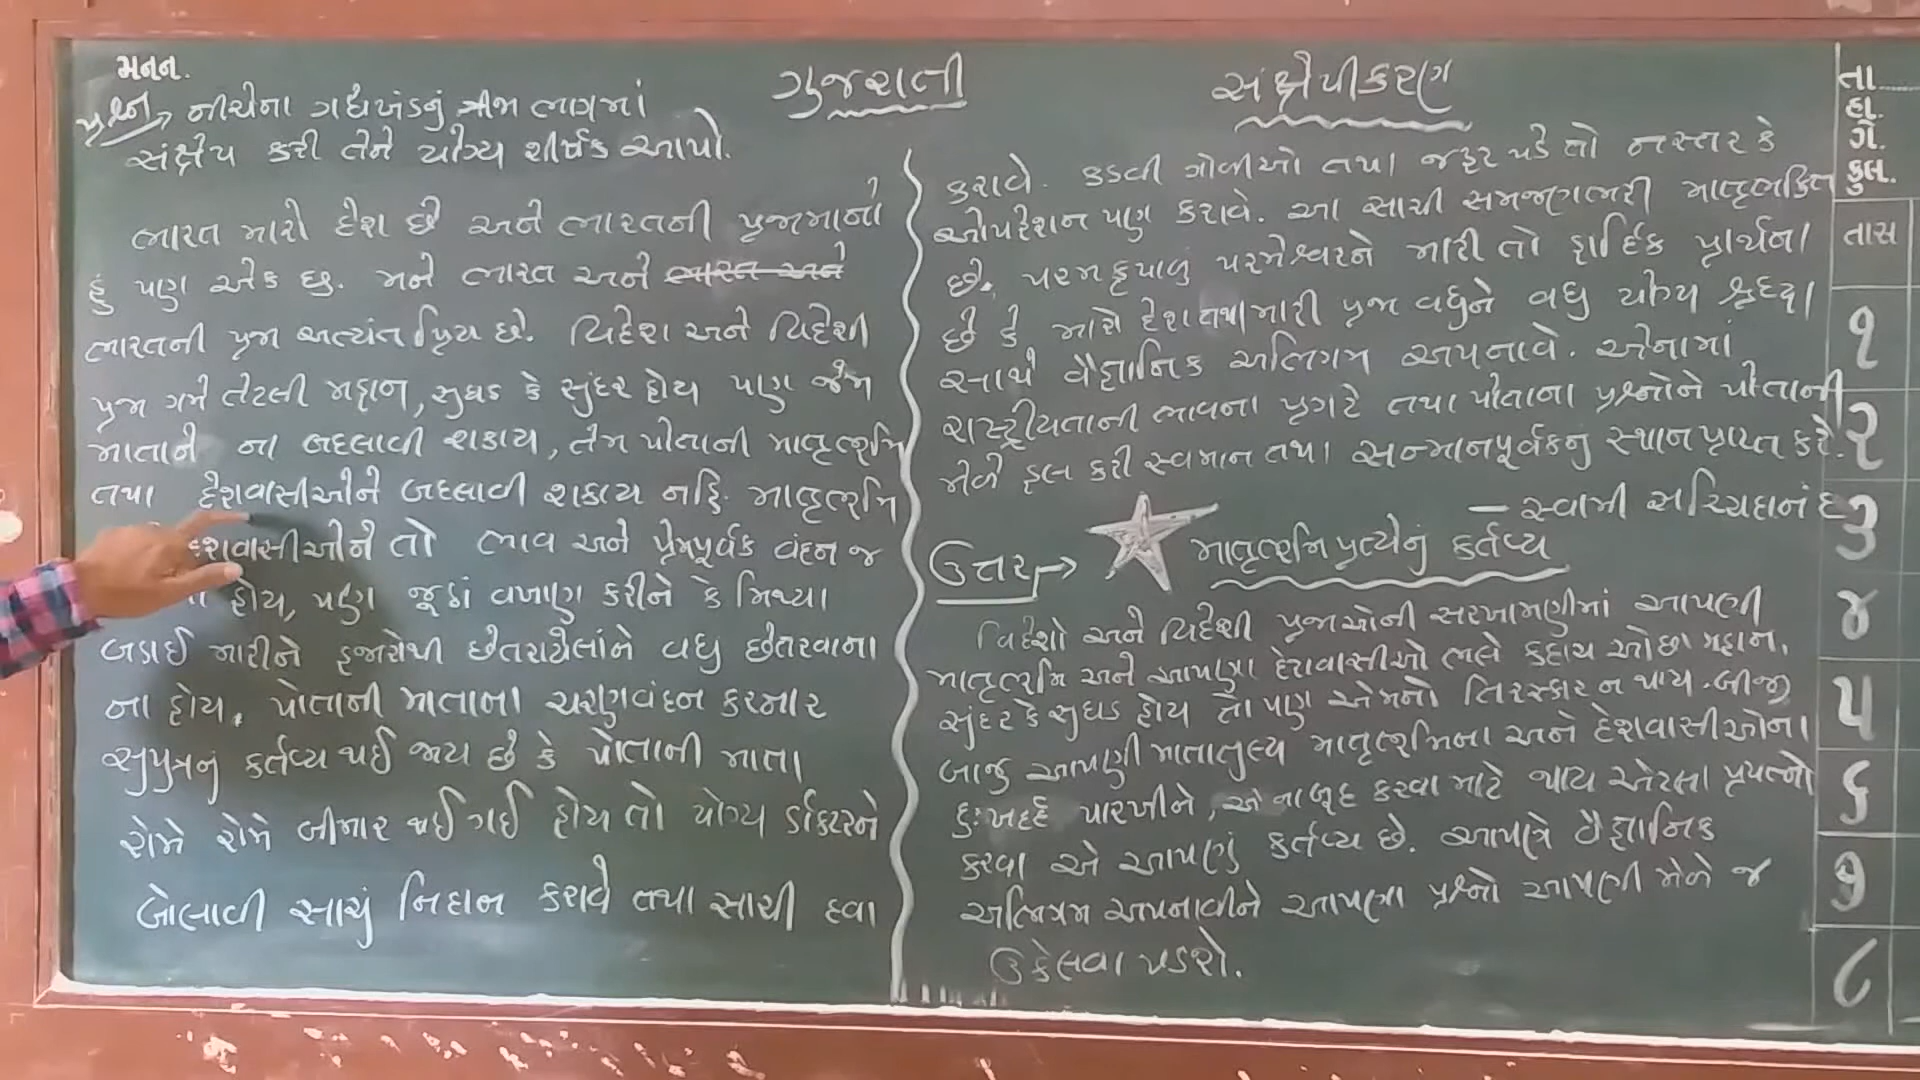 મનન.
ગુજરાતી
સંક્ષેપીકરણ
પ્રશ્ન → નીચેના ગદ્યખંડનું ત્રીજા ભાગમાં
સંક્ષેપ કરી તેને યોગ્ય શીર્ષક આપો.
ભારત મારો દેશ છે અને ભારતની પ્રજામાનો
હું પણ એક છું. મને ભારત અને ભારત અને
ભારતની પ્રજા અત્યંત પ્રિય છે. વિદેશ અને વિદેશી
પ્રજા ગમે તેટલી મહાન, સુઘડ કે સુંદર હોય પણ જેમ
માતાને ના બદલાવી શકાય, તેમ પોતાની માતૃભૂમિ
તથા દેશવાસીઓને બદલાવી શકાય નહિ. માતૃભૂમિ
શવાસીઓને તો ભાવ અને પ્રેમપૂર્વક વંદન જ
હોય, પણ જૂઠાં વખાણ કરીને કે મિથ્યા
બડાઈ મારીને હજારોથી છેતરાયેલાંને વધુ છેતરવાના
ના હોય. પોતાની માતાના ચરણવંદન કરનાર
સુપુત્રનું કર્તવ્ય થઈ જાય છે કે પોતાની માતા
રોમે રોમે બીમાર થઈ ગઈ હોય તો યોગ્ય ડૉક્ટરને
બોલાવી સાચું નિદાન કરાવે તથા સાચી દવા
કરાવે. કડવી ગોળીઓ તથા જરૂર પડે તો નસ્તર કે
ઓપરેશન પણ કરાવે. આ સાચી સમજણભરી માતૃભક્તિ
છે. પરમ કૃપાળુ પરમેશ્વરને મારી તો હાર્દિક પ્રાર્થના
છે કે મારો દેશ તથા મારી પ્રજા વધુને વધુ યોગ્ય શ્રધ્ધા
સાથે વૈજ્ઞાનિક અભિગમ અપનાવે. એનામાં
રાષ્ટ્રીયતાની ભાવના પ્રગટે તથા પોતાના પ્રશ્નોને પોતાની
મેળે હલ કરી સ્વમાન તથા સન્માનપૂર્વકનુ સ્થાન પ્રાપ્ત કરે.
– સ્વામી સચ્ચિદાનંદ
ઉત્તર → માતૃભૂમિ પ્રત્યેનું કર્તવ્ય
વિદેશો અને વિદેશી પ્રજાઓની સરખામણીમાં આપણી
માતૃભૂમિ અને આપણા દેશવાસીઓ ભલે કદાચ ઓછા મહાન,
સુંદર કે સુઘડ હોય તો પણ એમનો તિરસ્કાર ન થાય. બીજી
બાજુ આપણી માતાતુલ્ય માતૃભૂમિના અને દેશવાસીઓના
દુઃખદર્દ પારખીને, એ નાબૂદ કરવા માટે થાય એટલા પ્રયત્નો
કરવા એ આપણું કર્તવ્ય છે. આપણે વૈજ્ઞાનિક
અભિગમ અપનાવીને આપણા પ્રશ્નો આપણી મેળે જ
ઉકેલવા પડશે.
તા
હા.
ગે.
કુલ.
તાસ
૧
૨
૩
૪
૫
૬
૭
૮